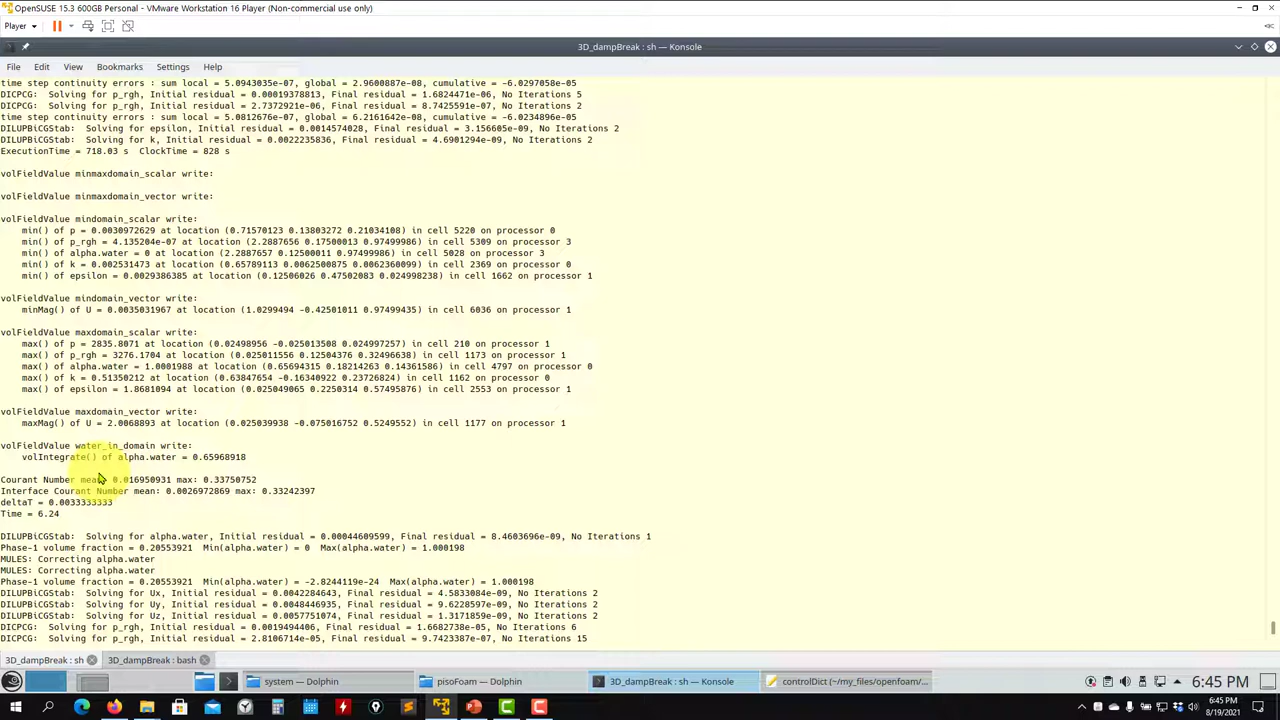 OpenSUSE 15.3 600GB Personal - VMware Workstation 16 Player (Non-commercial use only)
Player
3D_dampBreak : sh — Konsole
File Edit View Bookmarks Settings Help
time step continuity errors : sum local = 5.0943035e-07, global = 2.9600887e-08, cumulative = -6.0297058e-05
DICPCG:  Solving for p_rgh, Initial residual = 0.00019378813, Final residual = 1.6824471e-06, No Iterations 5
DICPCG:  Solving for p_rgh, Initial residual = 2.7372921e-06, Final residual = 8.7425591e-07, No Iterations 2
time step continuity errors : sum local = 5.0812676e-07, global = 6.2161642e-08, cumulative = -6.0234896e-05
DILUPBiCGStab:  Solving for epsilon, Initial residual = 0.0014574028, Final residual = 3.156605e-09, No Iterations 2
DILUPBiCGStab:  Solving for k, Initial residual = 0.0022235836, Final residual = 4.6901294e-09, No Iterations 2
ExecutionTime = 718.03 s  ClockTime = 828 s
volFieldValue minmaxdomain_scalar write:
volFieldValue minmaxdomain_vector write:
volFieldValue mindomain_scalar write:
min() of p = 0.0030972629 at location (0.71570123 0.13803272 0.21034108) in cell 5220 on processor 0
min() of p_rgh = 4.135204e-07 at location (2.2887656 0.17500013 0.97499986) in cell 5309 on processor 3
min() of alpha.water = 0 at location (2.2887657 0.12500011 0.97499986) in cell 5028 on processor 3
min() of k = 0.002531473 at location (0.65789113 0.0062500875 0.0062360099) in cell 2369 on processor 0
min() of epsilon = 0.0029386385 at location (0.12506026 0.47502083 0.024998238) in cell 1662 on processor 1
volFieldValue mindomain_vector write:
minMag() of U = 0.0035031967 at location (1.0299494 -0.42501011 0.97499435) in cell 6036 on processor 1
volFieldValue maxdomain_scalar write:
max() of p = 2835.8071 at location (0.02498956 -0.025013508 0.024997257) in cell 210 on processor 1
max() of p_rgh = 3276.1704 at location (0.025011556 0.12504376 0.32496638) in cell 1173 on processor 1
max() of alpha.water = 1.0001988 at location (0.65694315 0.18214263 0.14361586) in cell 4797 on processor 0
max() of k = 0.51350212 at location (0.63847654 -0.16340922 0.23726824) in cell 1162 on processor 0
max() of epsilon = 1.8681094 at location (0.025049065 0.2250314 0.57495876) in cell 2553 on processor 1
volFieldValue maxdomain_vector write:
maxMag() of U = 2.0068893 at location (0.025039938 -0.075016752 0.5249552) in cell 1177 on processor 1
volFieldValue water_in_domain write:
volIntegrate() of alpha.water = 0.65968918
Courant Number mean: 0.016950931 max: 0.33750752
Interface Courant Number mean: 0.0026972869 max: 0.33242397
deltaT = 0.0033333333
Time = 6.24
DILUPBiCGStab:  Solving for alpha.water, Initial residual = 0.00044609599, Final residual = 8.4603696e-09, No Iterations 1
Phase-1 volume fraction = 0.20553921  Min(alpha.water) = 0  Max(alpha.water) = 1.000198
MULES: Correcting alpha.water
MULES: Correcting alpha.water
Phase-1 volume fraction = 0.20553921  Min(alpha.water) = -2.8244119e-24  Max(alpha.water) = 1.000198
DILUPBiCGStab:  Solving for Ux, Initial residual = 0.0042284643, Final residual = 4.5833084e-09, No Iterations 2
DILUPBiCGStab:  Solving for Uy, Initial residual = 0.0048446935, Final residual = 9.6228597e-09, No Iterations 2
DILUPBiCGStab:  Solving for Uz, Initial residual = 0.0057751074, Final residual = 1.3171859e-09, No Iterations 2
DICPCG:  Solving for p_rgh, Initial residual = 0.0019494406, Final residual = 1.6682738e-05, No Iterations 6
DICPCG:  Solving for p_rgh, Initial residual = 2.8106714e-05, Final residual = 9.7423387e-07, No Iterations 15
3D_dampBreak : sh 3D_dampBreak : bash
system — Dolphin pisoFoam — Dolphin 3D_dampBreak : sh — Konsole controlDict (~/my_files/openfoam/... 6:45 PM
6:45 PM
8/19/2021